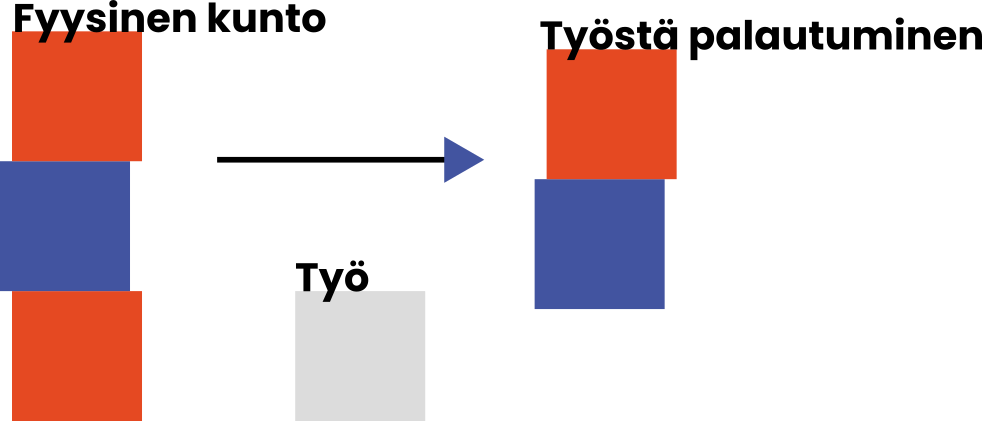 Fyysinen kunto
Työstä palautuminen
Työ